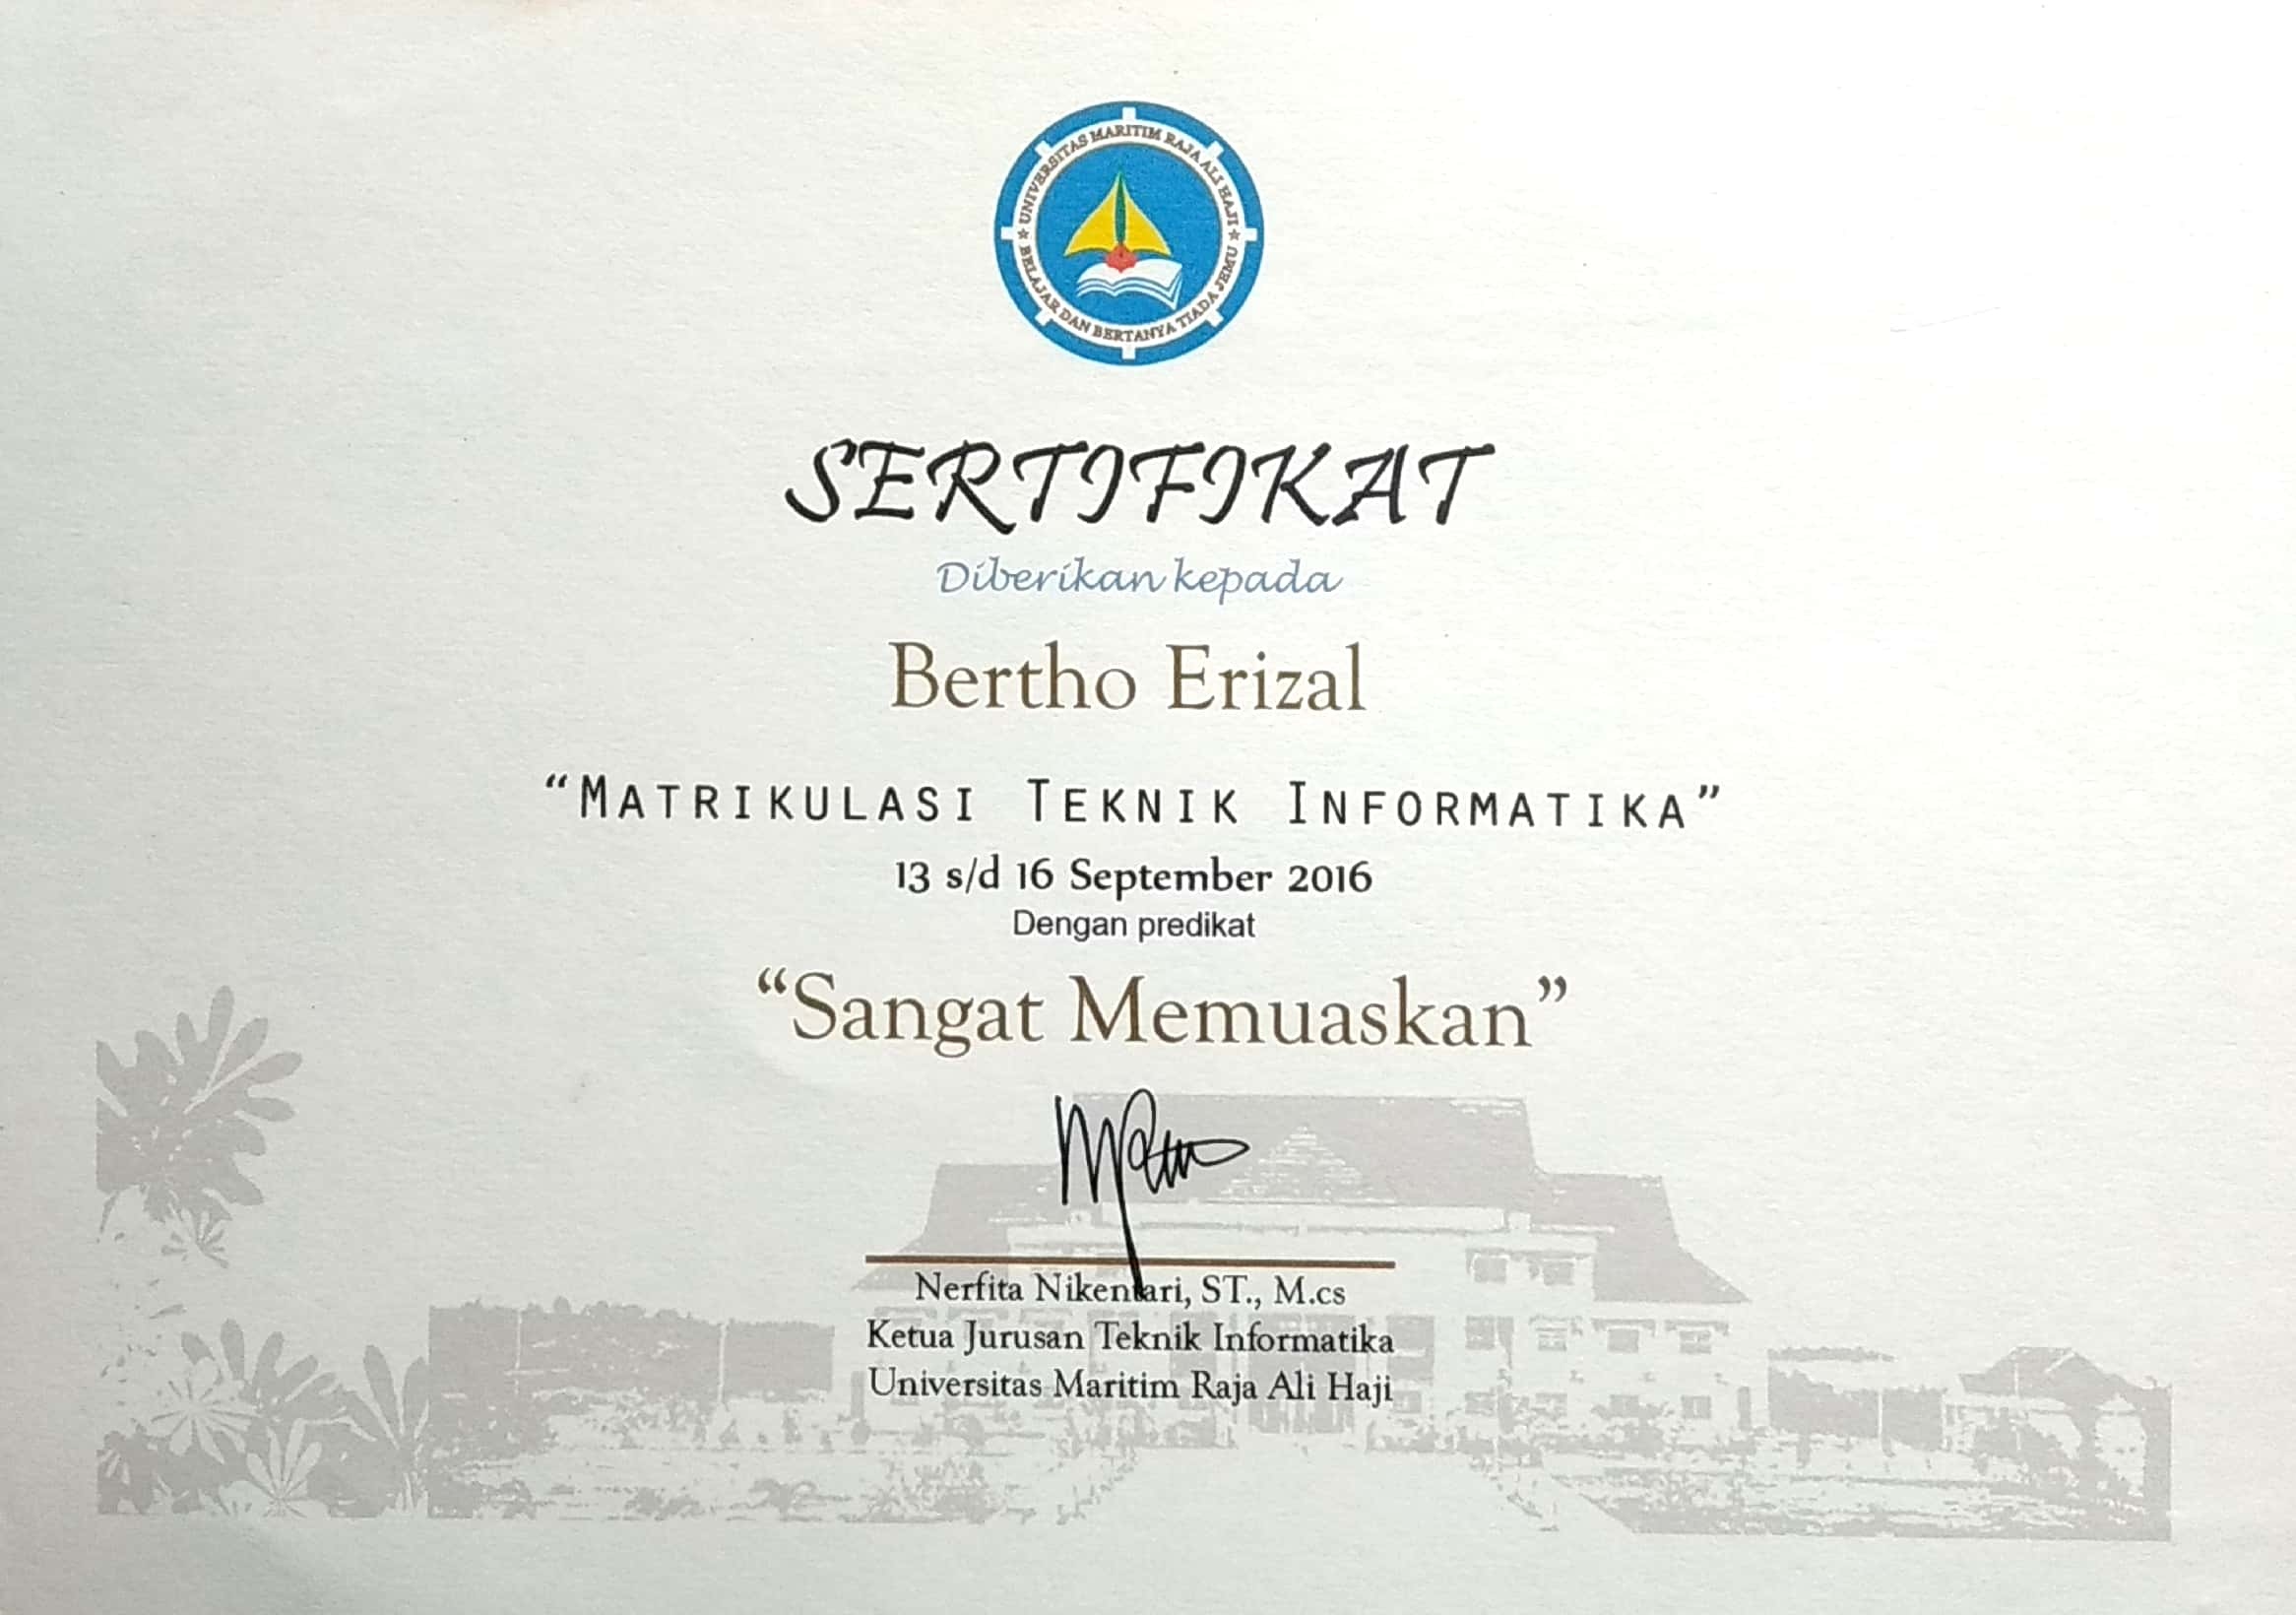 UNIVERSITAS MARITIM RAJA ALI HAJI
BELAJAR DAN BERTANYA TIADA JEMU
SERTIFIKAT
Diberikan kepada
Bertho Erizal
“MATRIKULASI TEKNIK INFORMATIKA”
13 s/d 16 September 2016
Dengan predikat
“Sangat Memuaskan”
Nerfita Nikentari, ST., M.cs
Ketua Jurusan Teknik Informatika
Universitas Maritim Raja Ali Haji